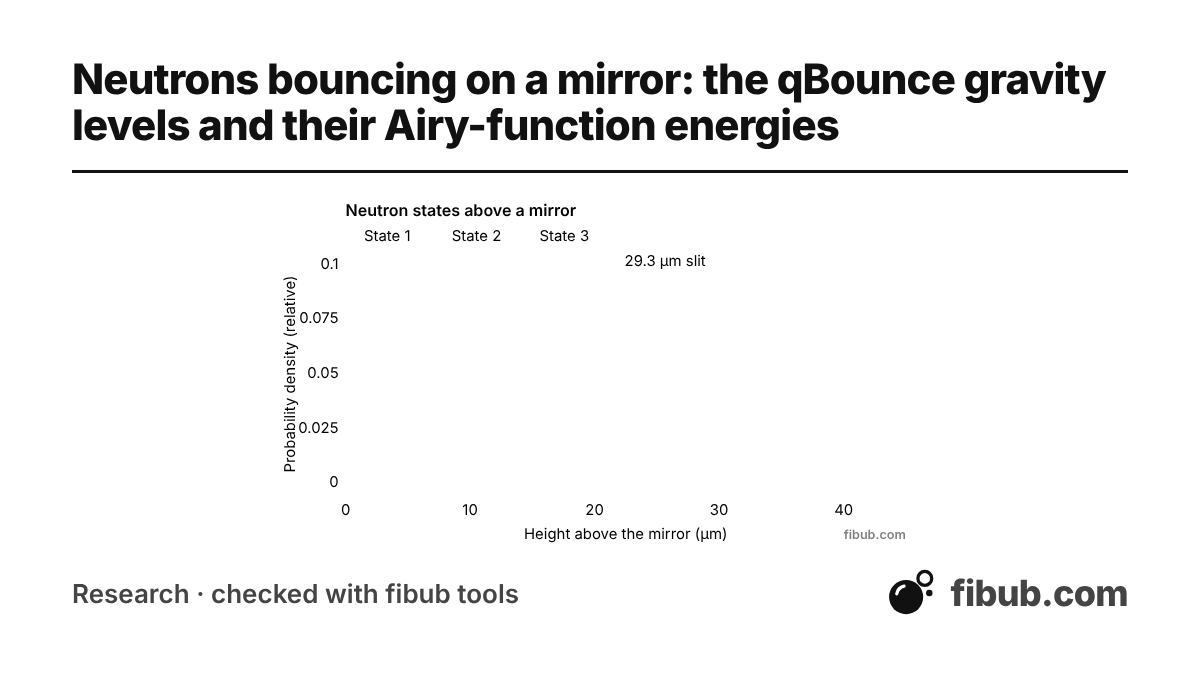 Neutrons bouncing on a mirror: the qBounce gravity
levels and their Airy-function energies
Neutron states above a mirror
State 1 State 2 State 3
29.3 µm slit
Probability density (relative)
0.1
0.075
0.05
0.025
0
0 10 20 30 40
Height above the mirror (µm)
fibub.com
Research · checked with fibub tools
fibub.com